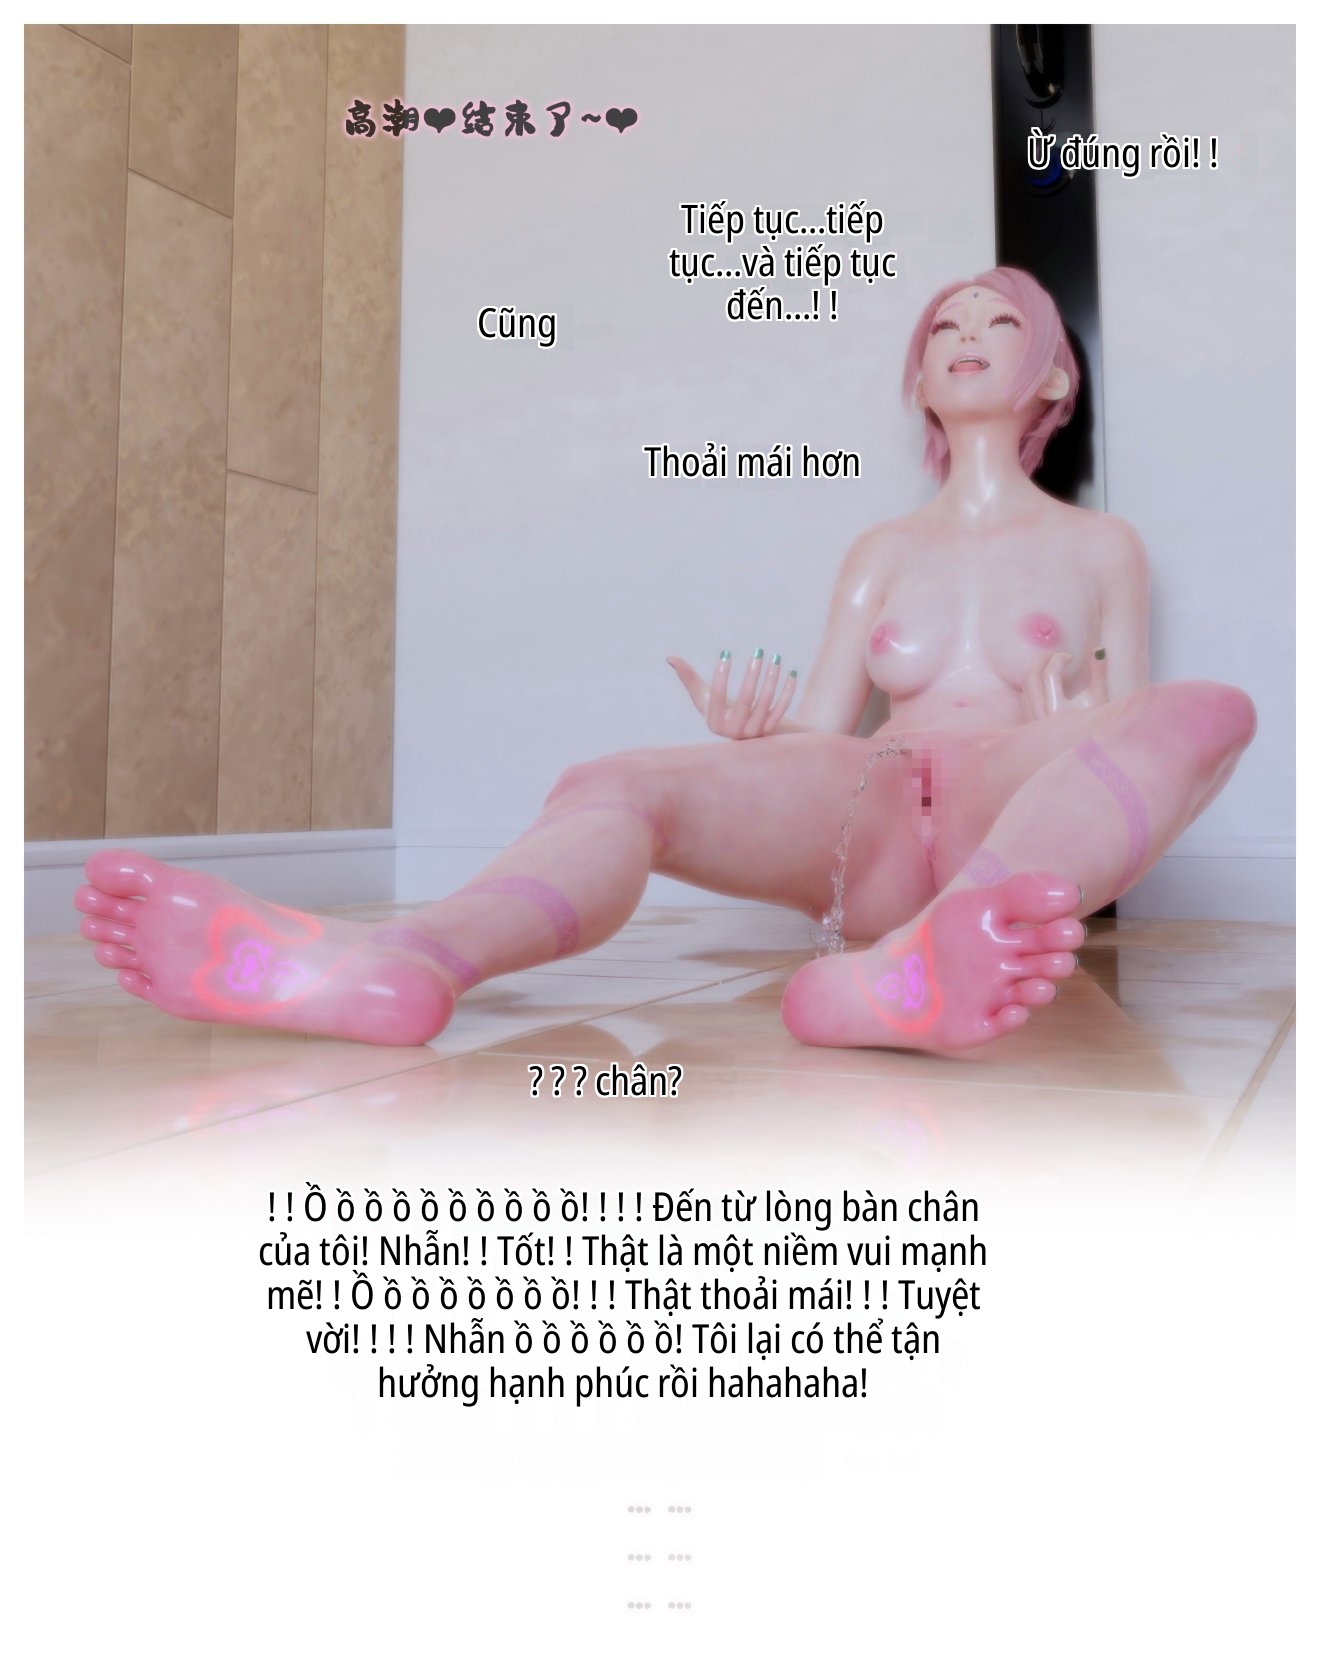 高潮❤结束了~❤
Ừ đúng rồi! !
Tiếp tục...tiếp
tục...và tiếp tục
đến...! !
Cũng
Thoải mái hơn
? ? ? chân?
! ! Ồ ồ ồ ồ ồ ồ ồ ồ ồ ồ! ! ! ! Đến từ lòng bàn chân
của tôi! Nhẫn! ! Tốt! ! Thật là một niềm vui mạnh
mẽ! ! Ồ ồ ồ ồ ồ ồ ồ ồ! ! ! Thật thoải mái! ! ! Tuyệt
vời! ! ! ! Nhẫn ồ ồ ồ ồ ồ ồ! Tôi lại có thể tận
hưởng hạnh phúc rồi hahahaha!
... ...
... ...
... ...